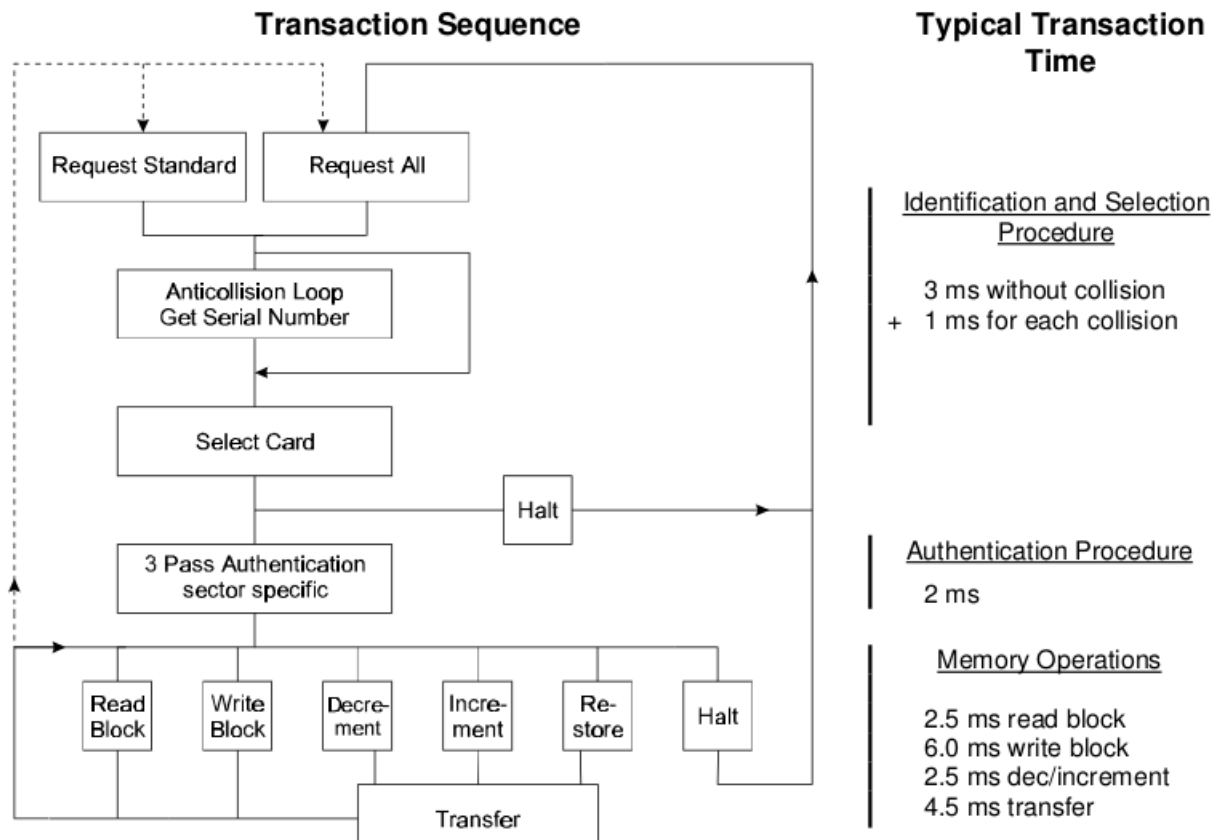 Transaction Sequence
Typical Transaction
Time
Request Standard
Request All
Identification and Selection
Procedure
3 ms without collision
+ 1 ms for each collision
Anticollision Loop
Get Serial Number
Select Card
Halt
3 Pass Authentication
sector specific
Authentication Procedure
2 ms
Read
Block
Write
Block
Decre-
ment
Incre-
ment
Re-
store
Halt
Transfer
Memory Operations
2.5 ms read block
6.0 ms write block
2.5 ms dec/increment
4.5 ms transfer